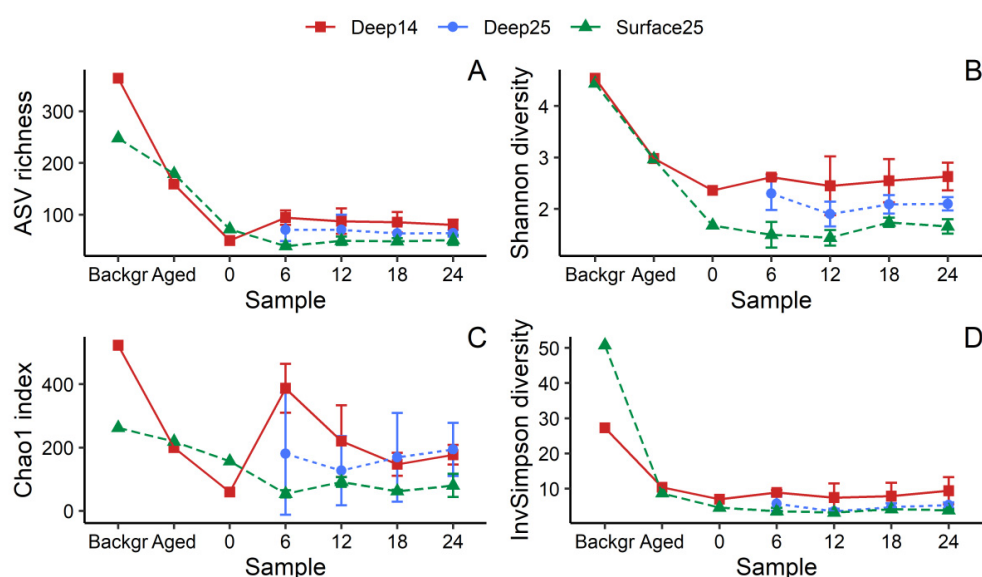 Deep14 Deep25 Surface25
A
ASV richness
300
200
100
Backgr Aged 0 6 12 18 24
Sample
B
Shannon diversity
4
3
2
Backgr Aged 0 6 12 18 24
Sample
C
Chao1 index
400
200
0
Backgr Aged 0 6 12 18 24
Sample
D
InvSimpson diversity
50
40
30
20
10
Backgr Aged 0 6 12 18 24
Sample